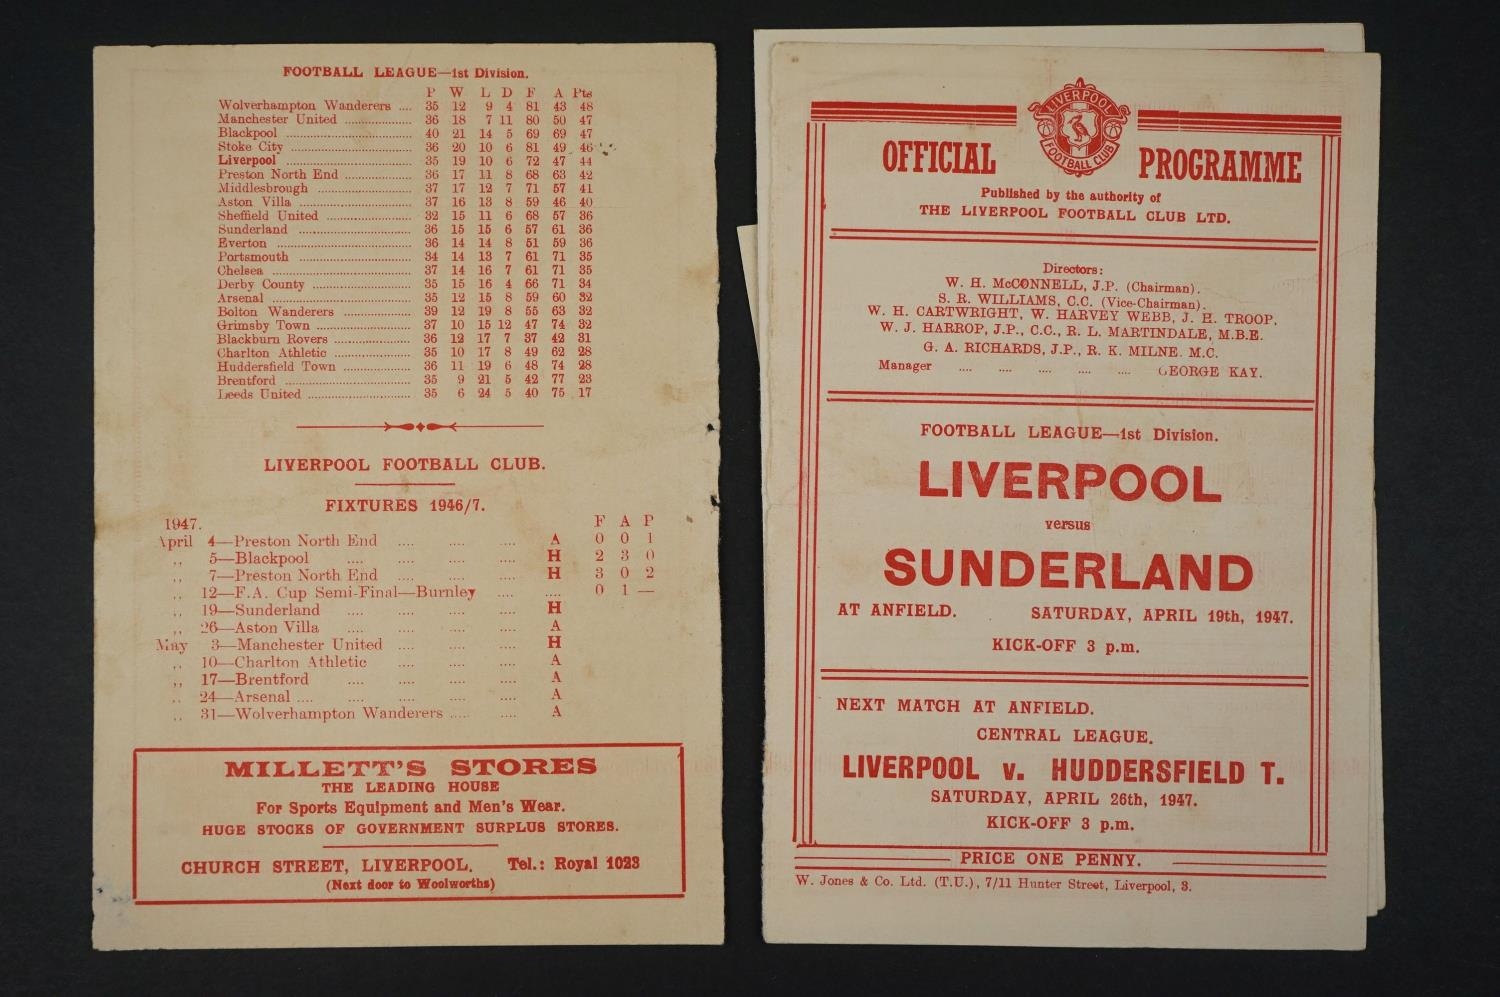 FOOTBALL LEAGUE—1st Division.
P W L D F A Pts
Wolverhampton Wanderers .... 35 12 9 4 81 43 48
Manchester United ................. 36 18 7 11 80 50 47
Blackpool ................................ 40 21 14 5 69 69 47
Stoke City ............................... 36 20 10 6 81 49 46
Liverpool ................................ 35 19 10 6 72 47 44
Preston North End ................. 36 17 11 8 68 63 42
Middlesbrough ....................... 37 17 12 7 71 57 41
Aston Villa .............................. 37 16 13 8 59 46 40
Sheffield United ...................... 32 15 11 6 68 57 36
Sunderland .............................. 36 15 15 6 57 61 36
Everton ................................... 36 14 14 8 51 59 36
Portsmouth ............................. 34 14 13 7 61 71 35
Chelsea .................................... 37 14 16 7 61 71 35
Derby County ......................... 35 15 16 4 66 71 34
Arsenal .................................... 35 12 15 8 59 60 32
Bolton Wanderers ................... 39 12 19 8 55 63 32
Grimsby Town ........................ 37 10 15 12 47 74 32
Blackburn Rovers ................... 36 12 17 7 37 42 31
Charlton Athletic .................... 35 10 17 8 49 62 28
Huddersfield Town ................. 36 11 19 6 48 74 28
Brentford ................................. 35 9 21 5 42 77 23
Leeds United ........................... 35 6 24 5 40 75 17
LIVERPOOL FOOTBALL CLUB.
FIXTURES 1946/7.
1947. F A P
April 4—Preston North End .... .... .... A 0 0 1
,, 5—Blackpool .... .... .... .... H 2 3 0
,, 7—Preston North End .... .... .... H 3 0 2
,, 12—F.A. Cup Semi-Final—Burnley .... .... 0 1 —
,, 19—Sunderland .... .... .... .... H
,, 26—Aston Villa .... .... .... .... A
May 3—Manchester United .... .... .... H
,, 10—Charlton Athletic .... .... .... A
,, 17—Brentford .... .... .... .... A
,, 24—Arsenal .... .... .... .... A
,, 31—Wolverhampton Wanderers .... .... A
MILLETT'S STORES
THE LEADING HOUSE
For Sports Equipment and Men's Wear.
HUGE STOCKS OF GOVERNMENT SURPLUS STORES.
CHURCH STREET, LIVERPOOL. Tel.: Royal 1023
(Next door to Woolworths)
LIVERPOOL
FOOTBALL CLUB
OFFICIAL PROGRAMME
Published by the authority of
THE LIVERPOOL FOOTBALL CLUB LTD.
Directors:
W. H. McCONNELL, J.P. (Chairman).
S. R. WILLIAMS, C.C. (Vice-Chairman).
W. H. CARTWRIGHT, W. HARVEY WEBB, J. H. TROOP.
W. J. HARROP, J.P., C.C., R. L. MARTINDALE, M.B.E.
G. A. RICHARDS, J.P., R. K. MILNE. M.C.
Manager .... .... .... .... .... GEORGE KAY.
FOOTBALL LEAGUE—1st Division.
LIVERPOOL
versus
SUNDERLAND
AT ANFIELD. SATURDAY, APRIL 19th, 1947.
KICK-OFF 3 p.m.
NEXT MATCH AT ANFIELD.
CENTRAL LEAGUE.
LIVERPOOL v. HUDDERSFIELD T.
SATURDAY, APRIL 26th, 1947.
KICK-OFF 3 p.m.
PRICE ONE PENNY.
W. Jones & Co. Ltd. (T.U.), 7/11 Hunter Street, Liverpool, 3.